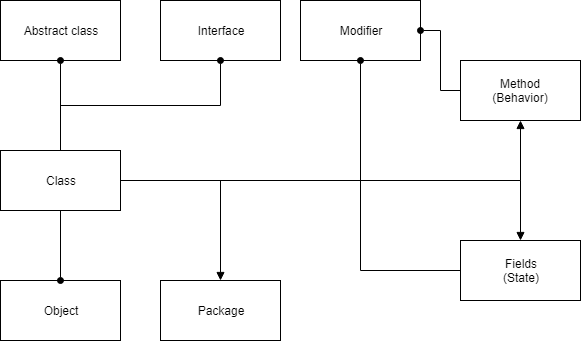 Abstract class
Interface
Modifier
Method
(Behavior)
Class
Fields
(State)
Object
Package